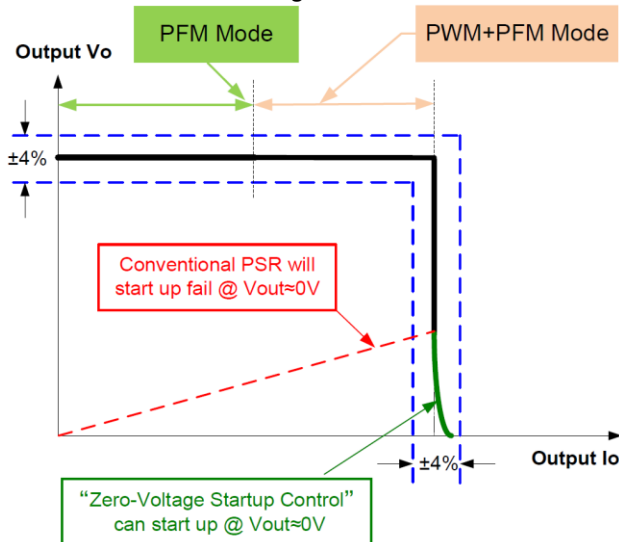 PFM Mode
PWM+PFM Mode
Output Vo
±4%
Conventional PSR will
start up fail @ Vout≈0V
±4%
Output Io
“Zero-Voltage Startup Control”
can start up @ Vout≈0V